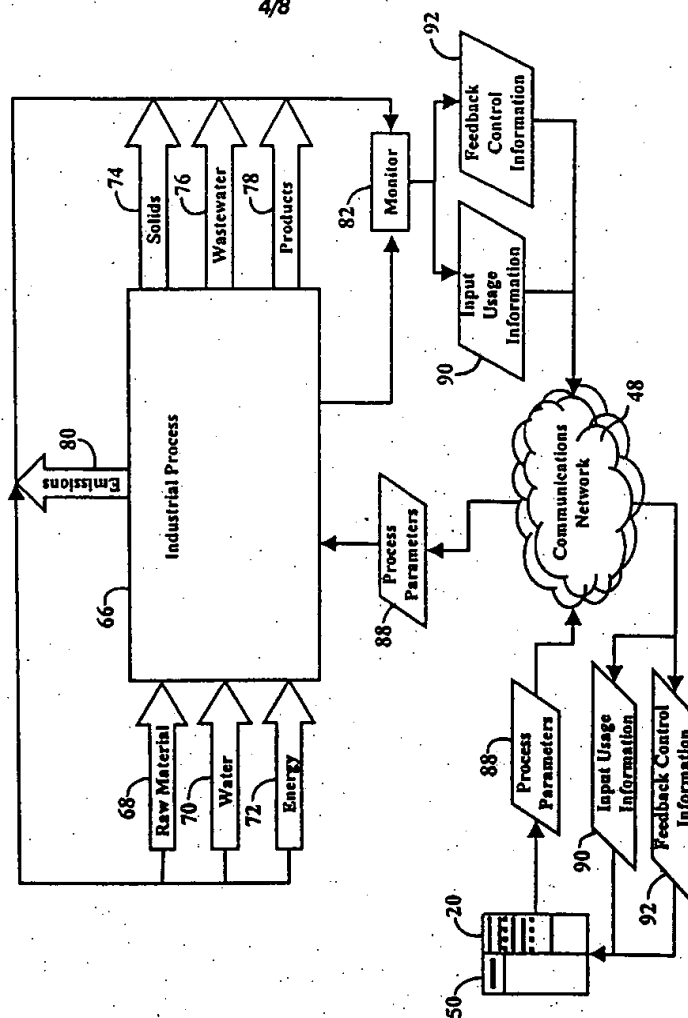 4/8
80
Emissions
66
Industrial Process
68
Raw Material
70
Water
72
Energy
74
Solids
76
Wastewater
78
Products
82
Monitor
88
Process
Parameters
90
Input
Usage
Information
92
Feedback
Control
Information
48
Communications
Network
88
Process
Parameters
90
Input Usage
Information
92
Feedback Control
Information
50
20